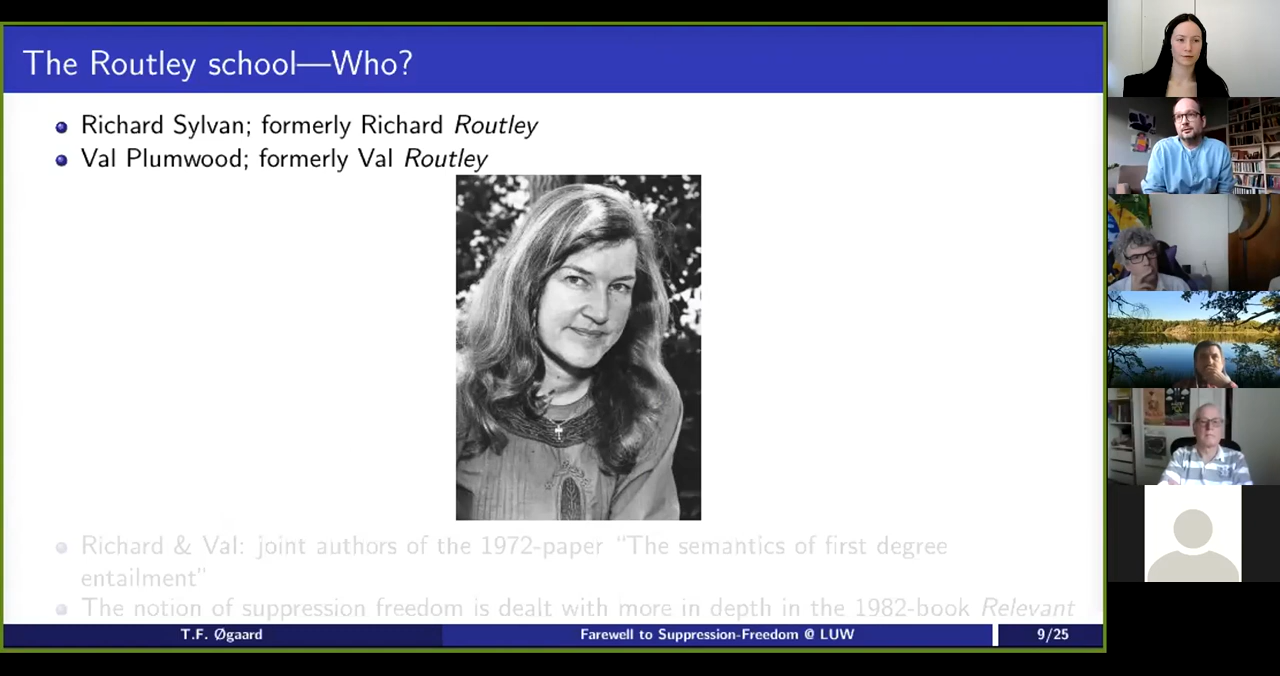 The Routley school—Who?
Richard Sylvan; formerly Richard Routley
Val Plumwood; formerly Val Routley
Richard & Val: joint authors of the 1972-paper “The semantics of first degree
entailment”
The notion of suppression freedom is dealt with more in depth in the 1982-book Relevant
T.F. Øgaard
Farewell to Suppression-Freedom @ LUW
9/25